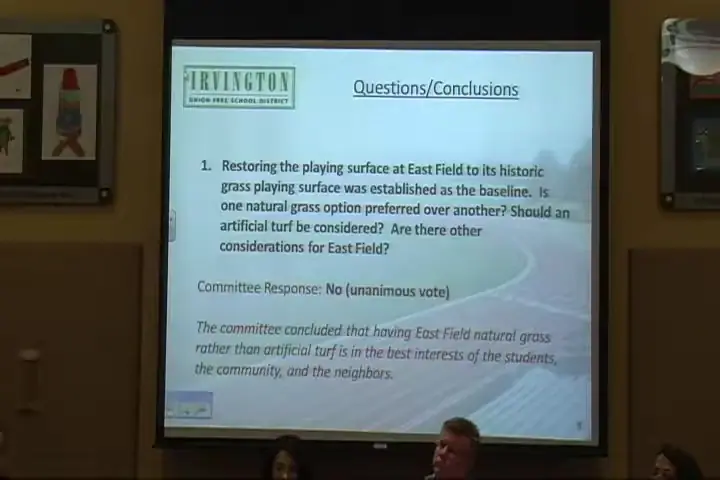 IRVINGTON
UNION FREE SCHOOL DISTRICT
Questions/Conclusions
1. Restoring the playing surface at East Field to its historic
grass playing surface was established as the baseline. Is
one natural grass option preferred over another? Should an
artificial turf be considered? Are there other
considerations for East Field?
Committee Response: No (unanimous vote)
The committee concluded that having East Field natural grass
rather than artificial turf is in the best interests of the students,
the community, and the neighbors.